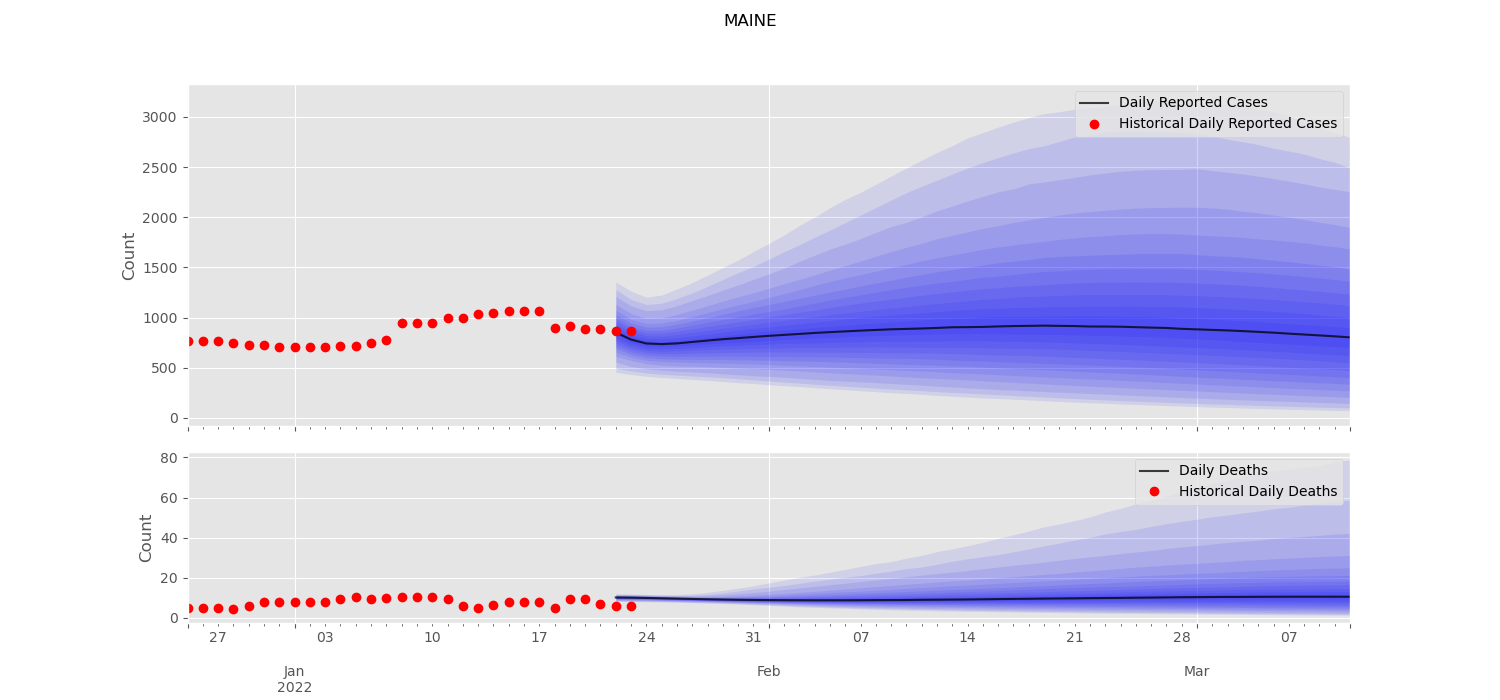 MAINE
3000
2500
2000
1500
1000
500
0
Count
Daily Reported Cases
Historical Daily Reported Cases
80
60
40
20
0
Count
Daily Deaths
Historical Daily Deaths
27 03 10 17 24 31 07 14 21 28 07
Jan Feb Mar
2022